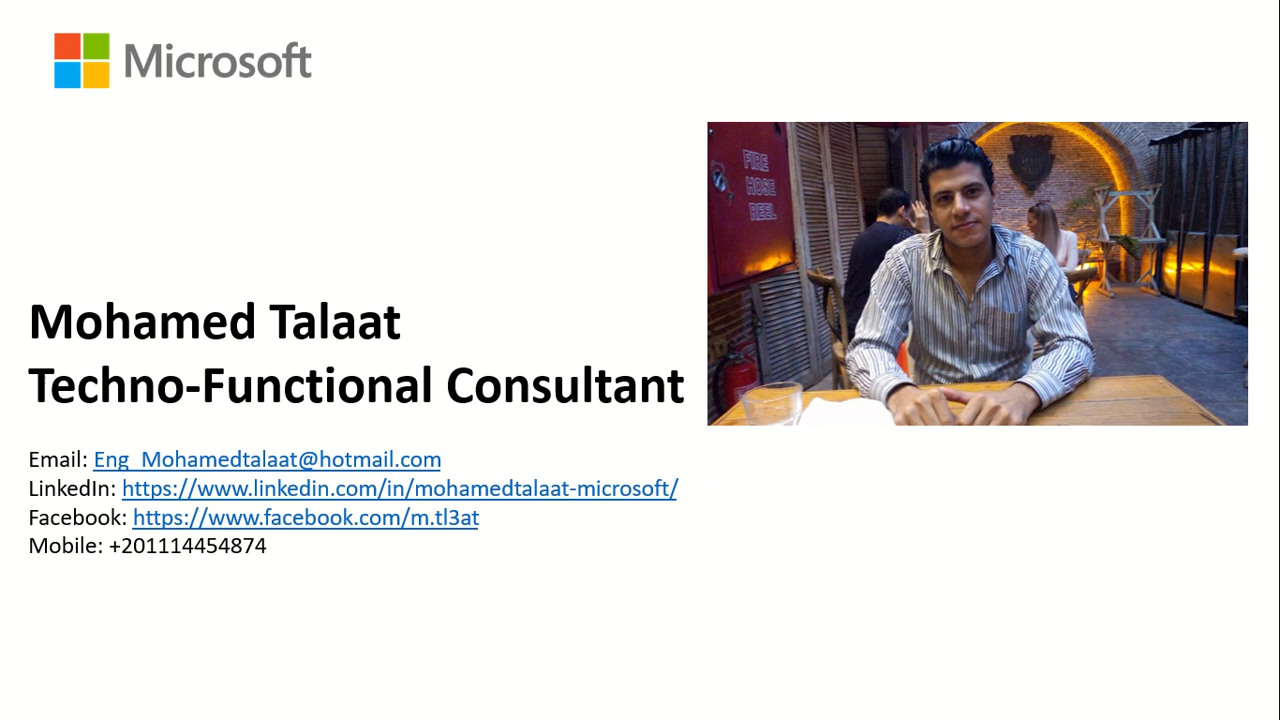 Microsoft
FIRE
HOSE
REEL
Mohamed Talaat
Techno-Functional Consultant
Email: Eng_Mohamedtalaat@hotmail.com
LinkedIn: https://www.linkedin.com/in/mohamedtalaat-microsoft/
Facebook: https://www.facebook.com/m.tl3at
Mobile: +201114454874